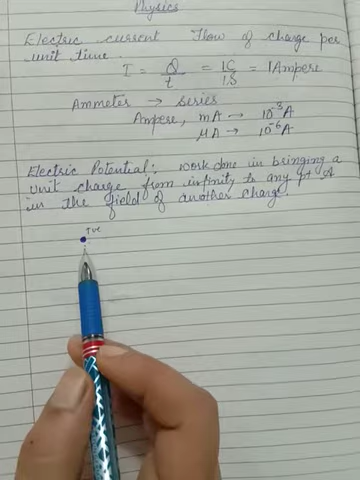 Physics
Electric current Flow of charge per
unit time.
I = Q/t = 1C/1S = 1Ampere
Ammeter → series
Ampere, mA → 10⁻³A
μA → 10⁻⁶A
Electric Potential: work done in bringing a
unit charge from infinity to any pt A
in the field of another charge.
+ve